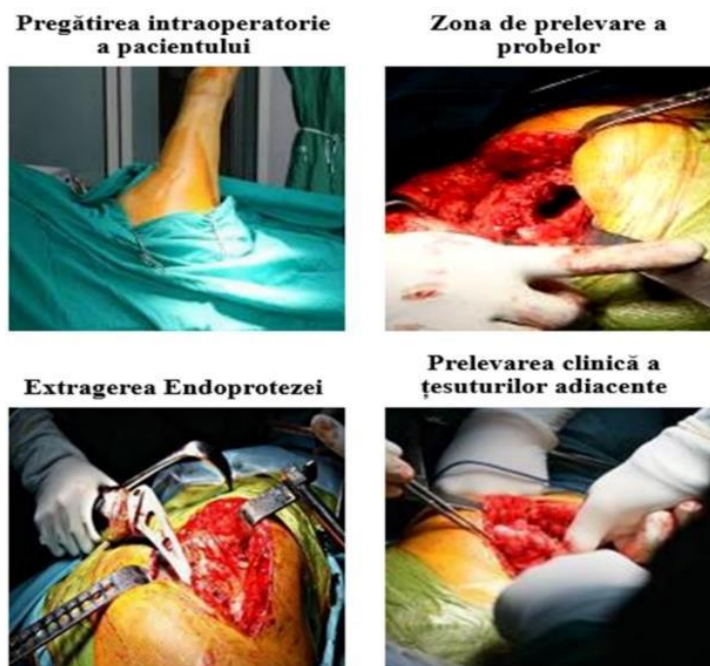 Pregătirea intraoperatorie
a pacientului
Zona de prelevare a
probelor
Extragerea Endoprotezei
Prelevarea clinică a
țesuturilor adiacente